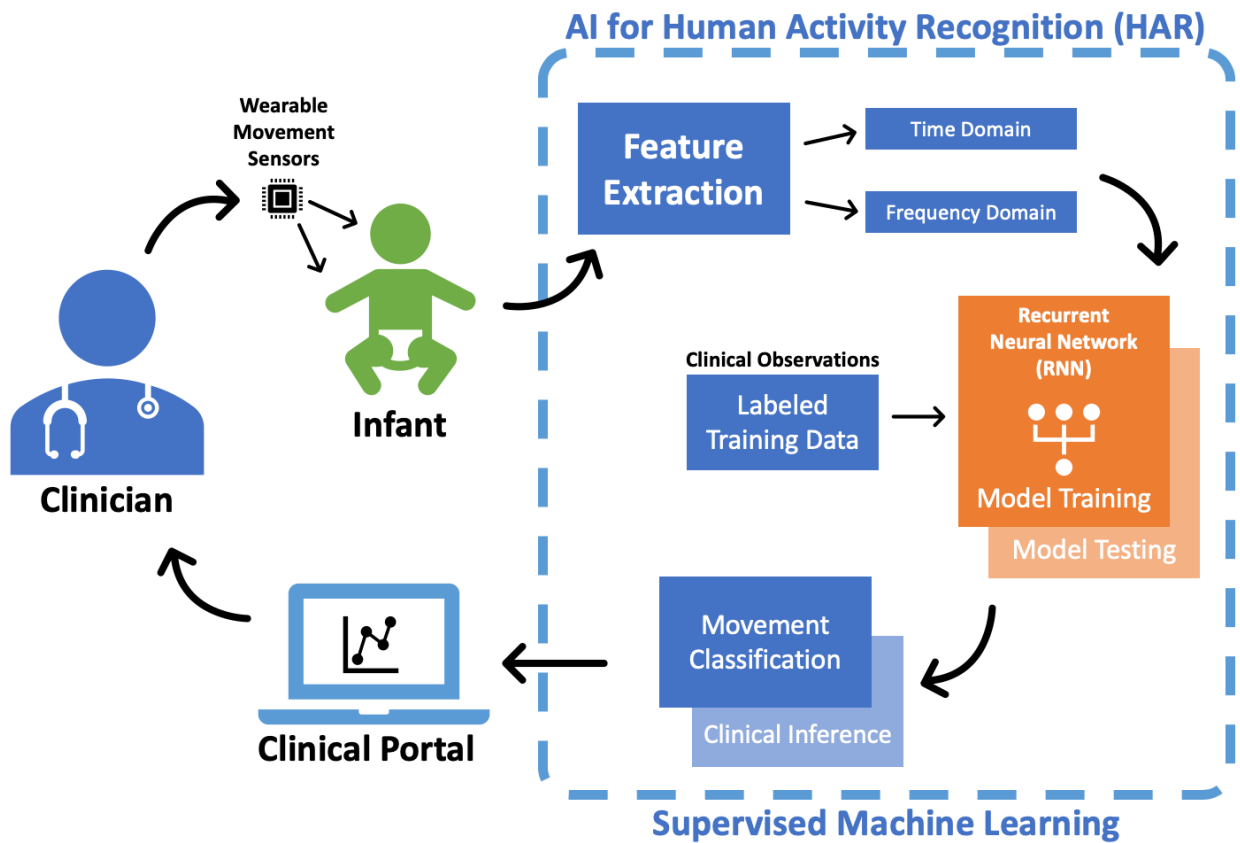 AI for Human Activity Recognition (HAR)
Wearable
Movement
Sensors
Feature
Extraction
Time Domain
Frequency Domain
Infant
Clinician
Clinical Observations
Labeled
Training Data
Recurrent
Neural Network
(RNN)
Model Training
Model Testing
Movement
Classification
Clinical Inference
Clinical Portal
Supervised Machine Learning